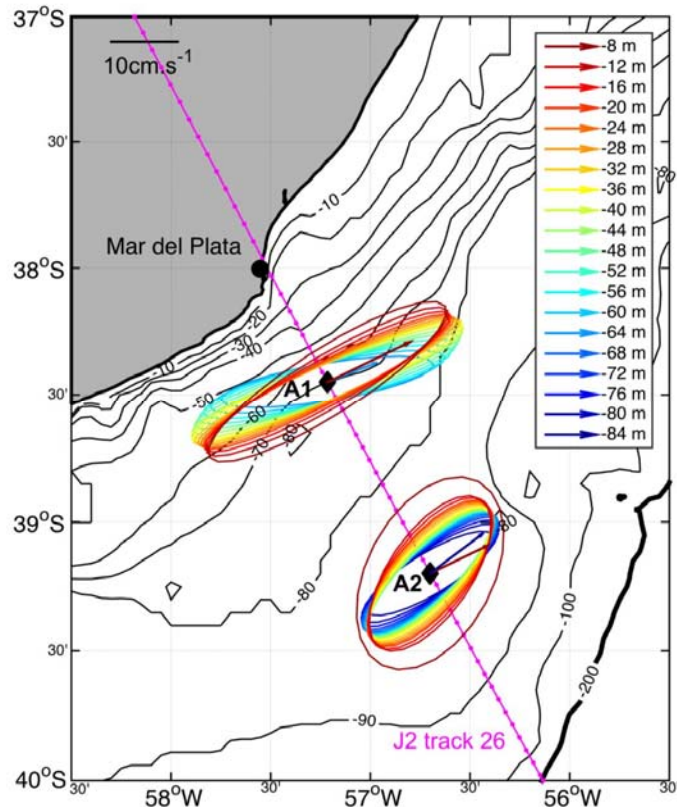 37°S
30'
38°S
30'
39°S
30'
40°S
30'
58°W
30'
57°W
30'
56°W
30'
10cm.s⁻¹
Mar del Plata
A1
A2
J2 track 26
-10
-10
-20
-30
-40
-50
-60
-70
-80
-80
-80
-80
-90
-100
-200
-8 m
-12 m
-16 m
-20 m
-24 m
-28 m
-32 m
-36 m
-40 m
-44 m
-48 m
-52 m
-56 m
-60 m
-64 m
-68 m
-72 m
-76 m
-80 m
-84 m